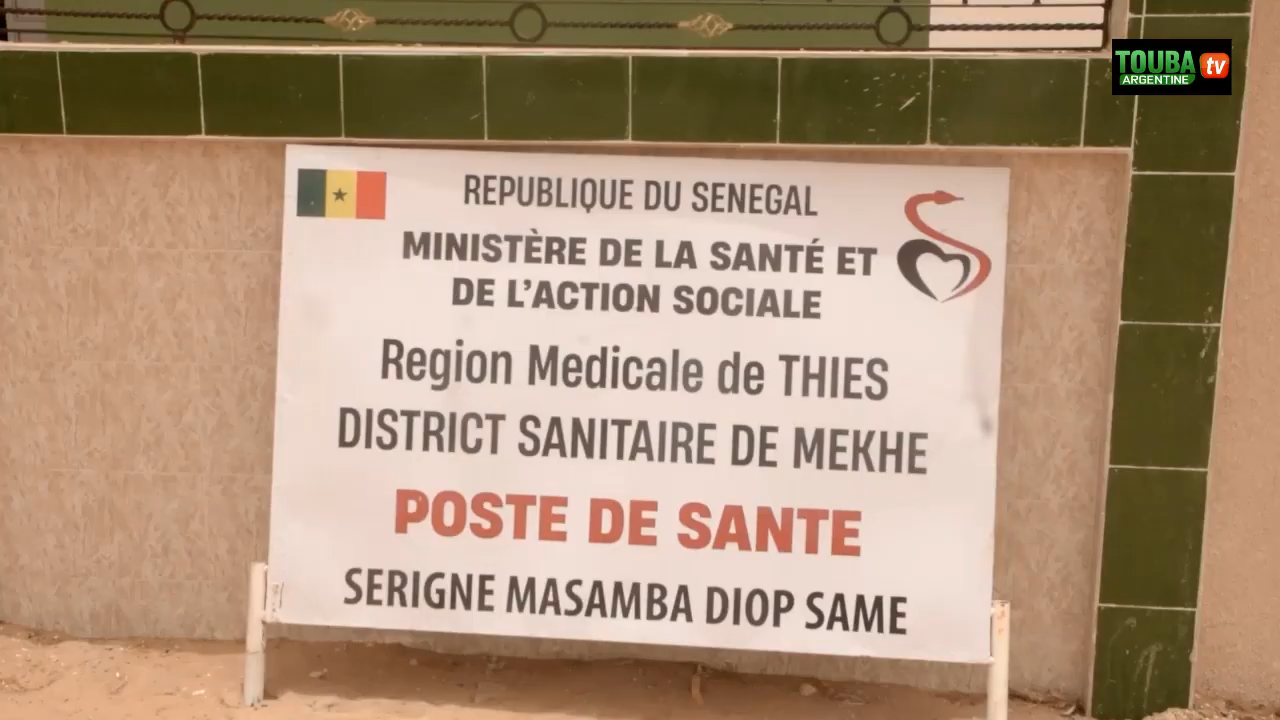 TOUBA tv
ARGENTINE
REPUBLIQUE DU SENEGAL
MINISTÈRE DE LA SANTÉ ET
DE L'ACTION SOCIALE
Region Medicale de THIES
DISTRICT SANITAIRE DE MEKHE
POSTE DE SANTE
SERIGNE MASAMBA DIOP SAME